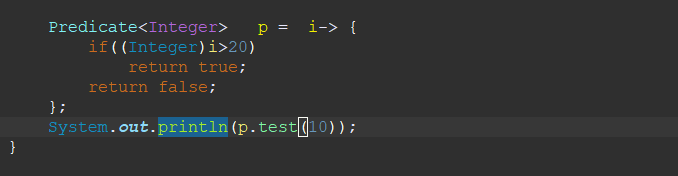 Predicate<Integer>   p =  i-> {
    if((Integer)i>20)
        return true;
    return false;
};
System.out.println(p.test(10));
}